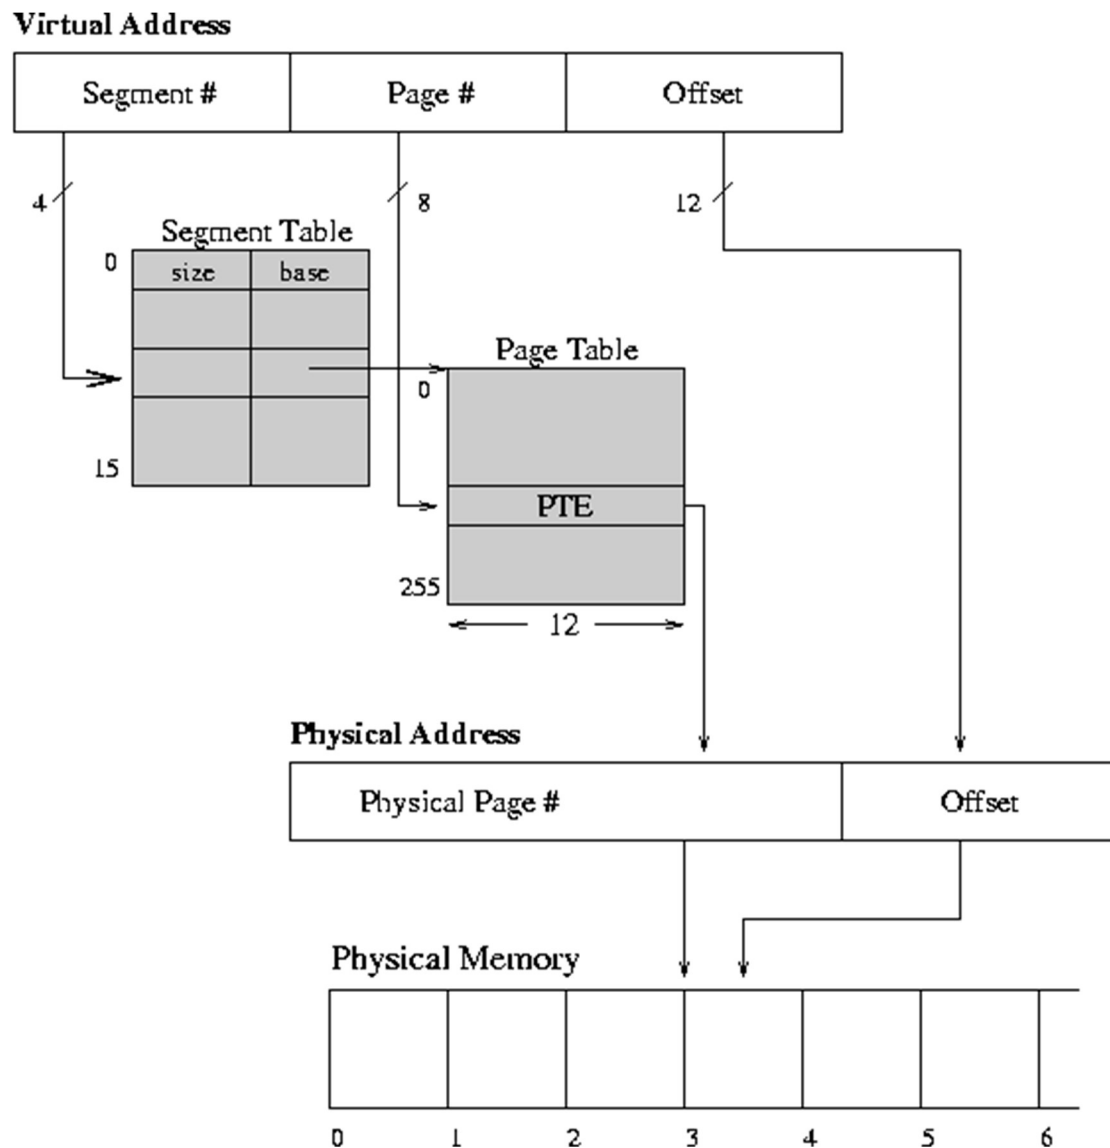 Virtual Address
Segment # Page # Offset
4 8 12
Segment Table
0 size base
Page Table
0
15
PTE
255
12
Physical Address
Physical Page # Offset
Physical Memory
0 1 2 3 4 5 6